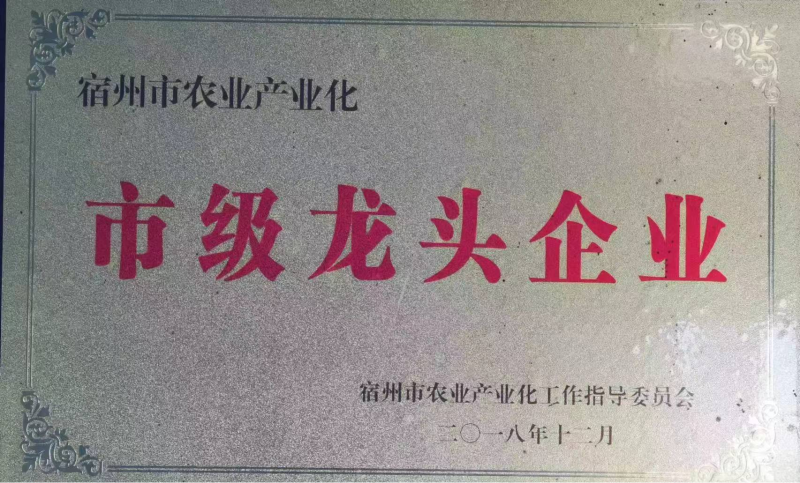 宿州市农业产业化
市级龙头企业
宿州市农业产业化工作指导委员会
二〇一八年十二月